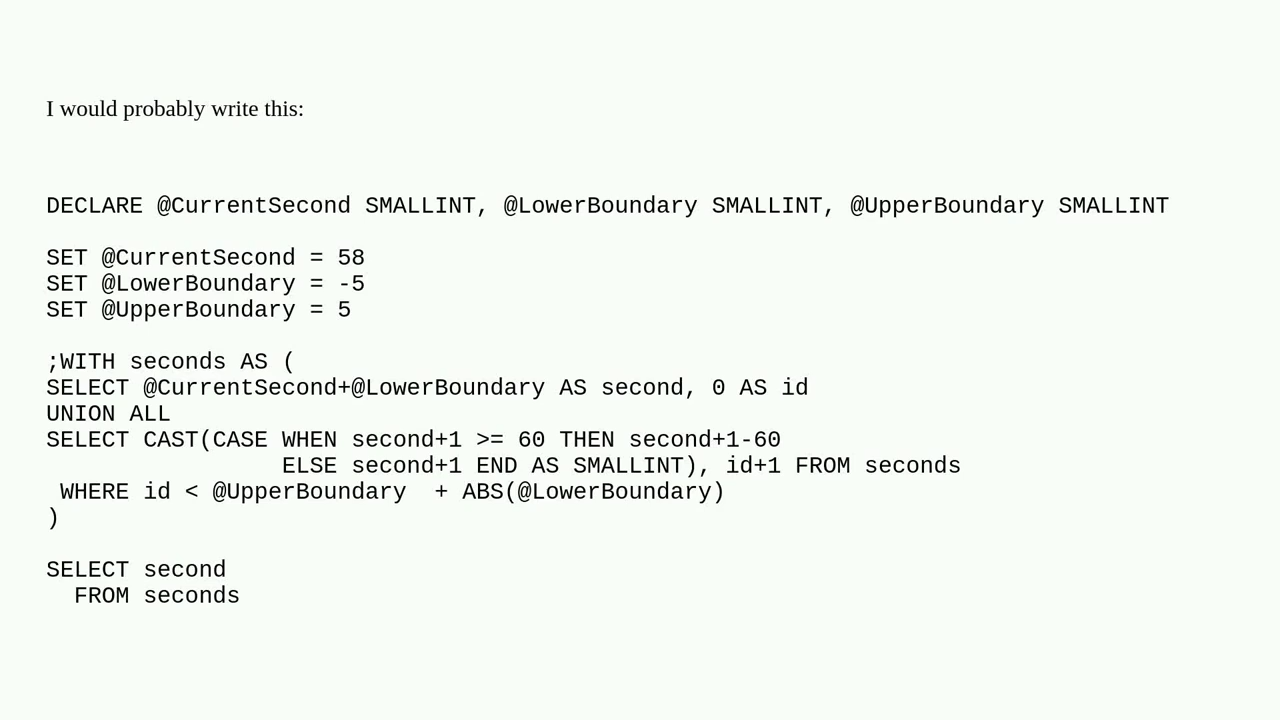 I would probably write this:
DECLARE @CurrentSecond SMALLINT, @LowerBoundary SMALLINT, @UpperBoundary SMALLINT
SET @CurrentSecond = 58
SET @LowerBoundary = -5
SET @UpperBoundary = 5
;WITH seconds AS (
SELECT @CurrentSecond+@LowerBoundary AS second, 0 AS id
UNION ALL
SELECT CAST(CASE WHEN second+1 >= 60 THEN second+1-60
                 ELSE second+1 END AS SMALLINT), id+1 FROM seconds
 WHERE id < @UpperBoundary  + ABS(@LowerBoundary)
)
SELECT second
  FROM seconds